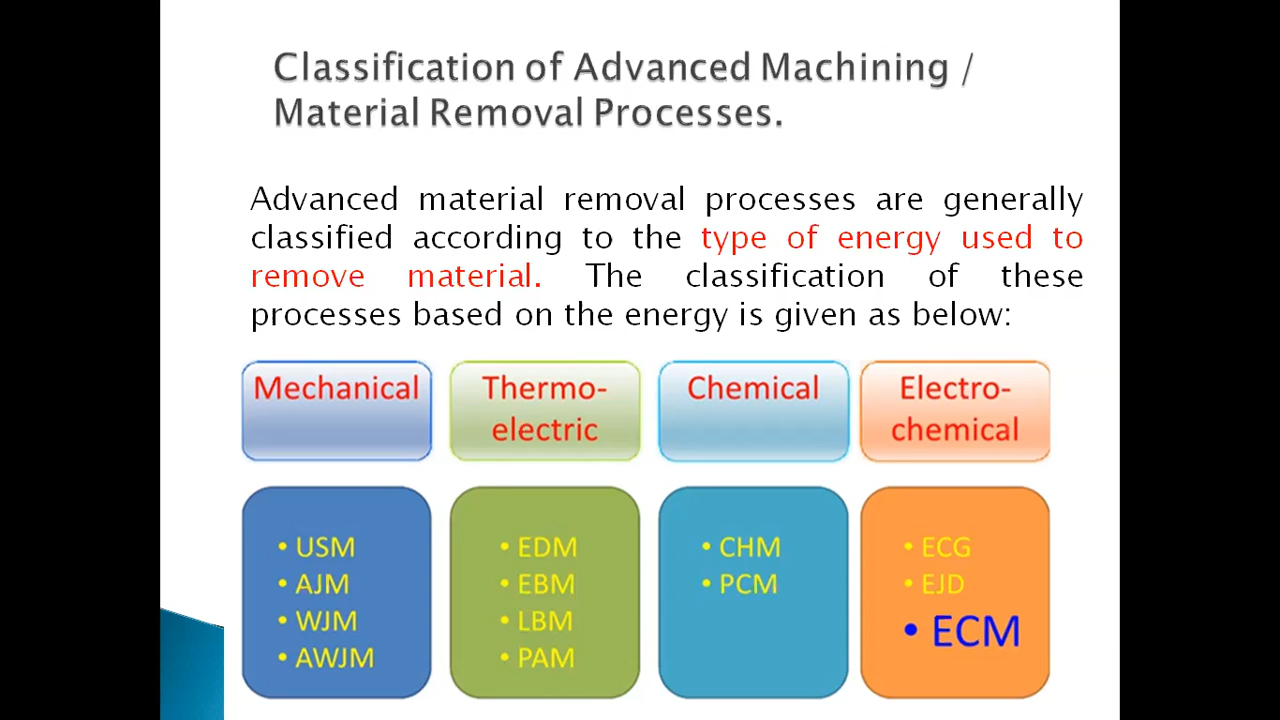 Classification of Advanced Machining /
Material Removal Processes.
Advanced material removal processes are generally
classified according to the type of energy used to
remove material. The classification of these
processes based on the energy is given as below:
Mechanical
Thermo-
electric
Chemical
Electro-
chemical
• USM
• AJM
• WJM
• AWJM
• EDM
• EBM
• LBM
• PAM
• CHM
• PCM
• ECG
• EJD
• ECM